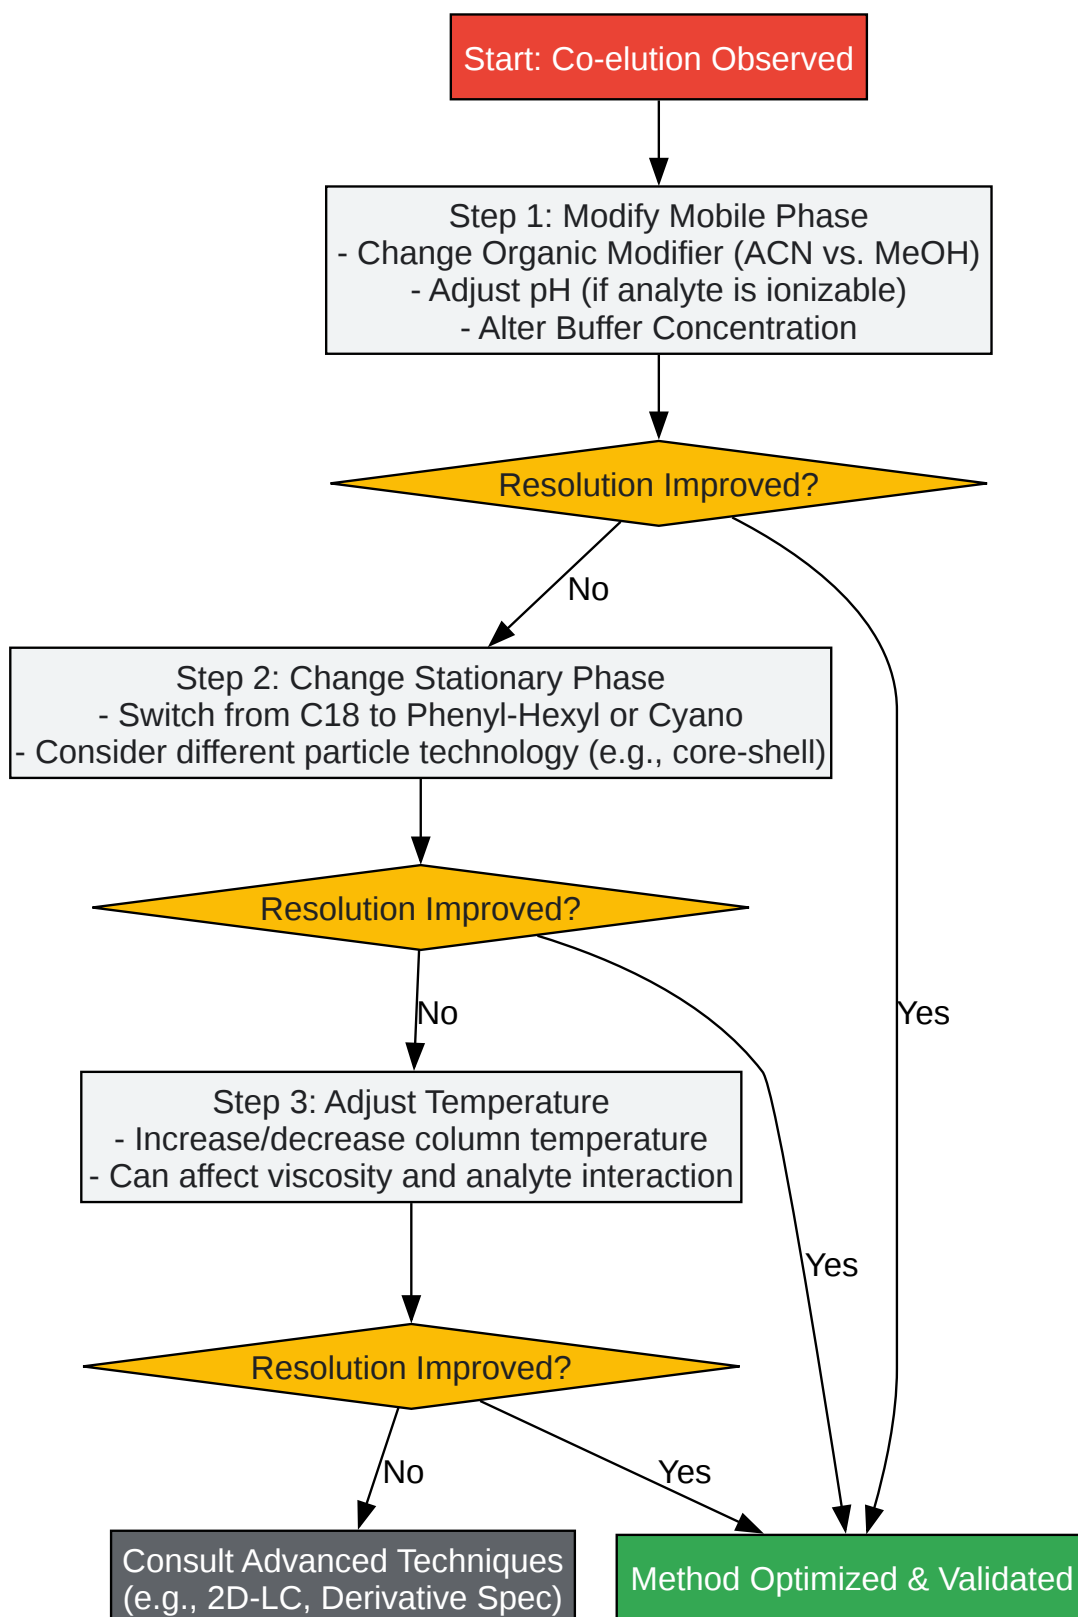 Start: Co-elution Observed
Step 1: Modify Mobile Phase
- Change Organic Modifier (ACN vs. MeOH)
- Adjust pH (if analyte is ionizable)
- Alter Buffer Concentration
Resolution Improved?
No
Step 2: Change Stationary Phase
- Switch from C18 to Phenyl-Hexyl or Cyano
- Consider different particle technology (e.g., core-shell)
Resolution Improved?
No
Yes
Step 3: Adjust Temperature
- Increase/decrease column temperature
- Can affect viscosity and analyte interaction
Yes
Resolution Improved?
No
Yes
Consult Advanced Techniques
(e.g., 2D-LC, Derivative Spec)
Method Optimized & Validated